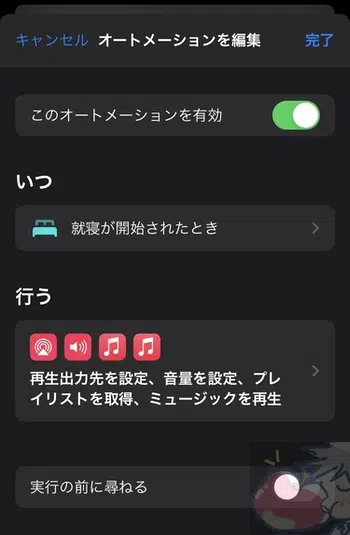 キャンセル オートメーションを編集 完了
このオートメーションを有効
いつ
就寝が開始されたとき
行う
再生出力先を設定、音量を設定、プレ
イリストを取得、ミュージックを再生
実行の前に尋ねる